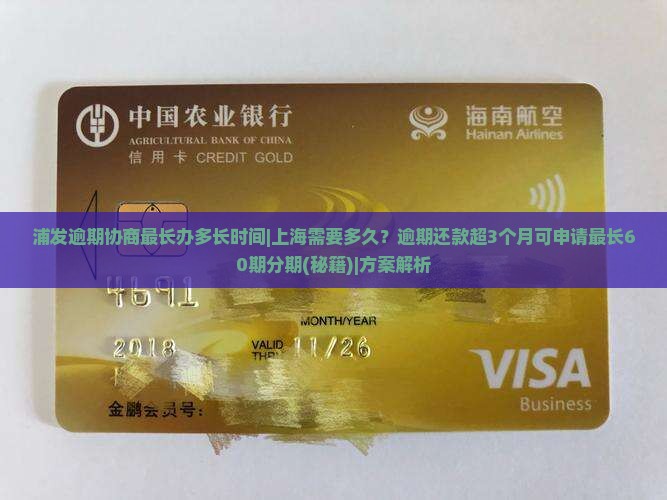 中国农业银行
海南航空
AGRICULTURAL BANK OF CHINA
Hainan Airlines
信用卡 CREDIT GOLD
浦发逾期协商最长办多长时间|上海需要多久？逾期还款超3个月可申请最长6
0期分期(秘籍)|方案解析
4691
MONTH/YEAR
2018
VALID
THRU
11/26
VISA
Business
金鹏会员号：